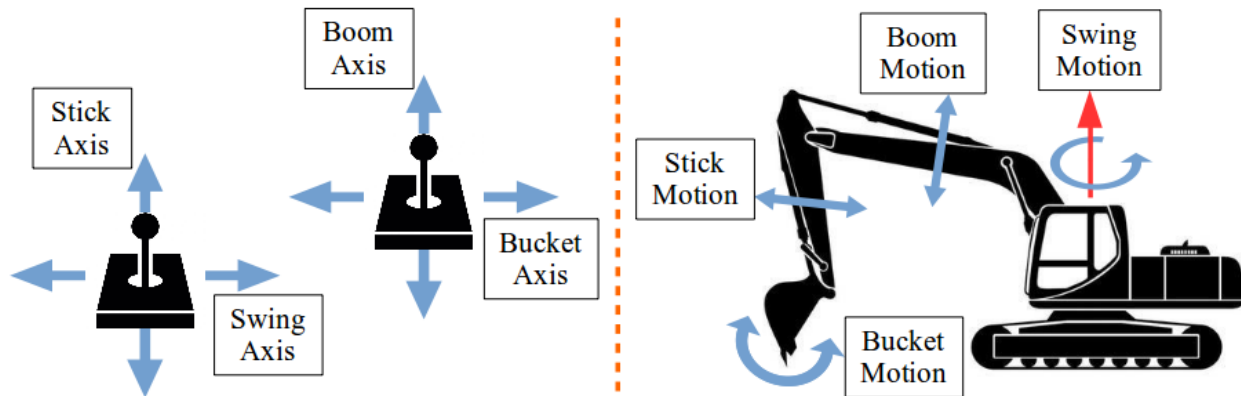 Boom
Axis
Stick
Axis
Bucket
Axis
Swing
Axis
Boom
Motion
Swing
Motion
Stick
Motion
Bucket
Motion